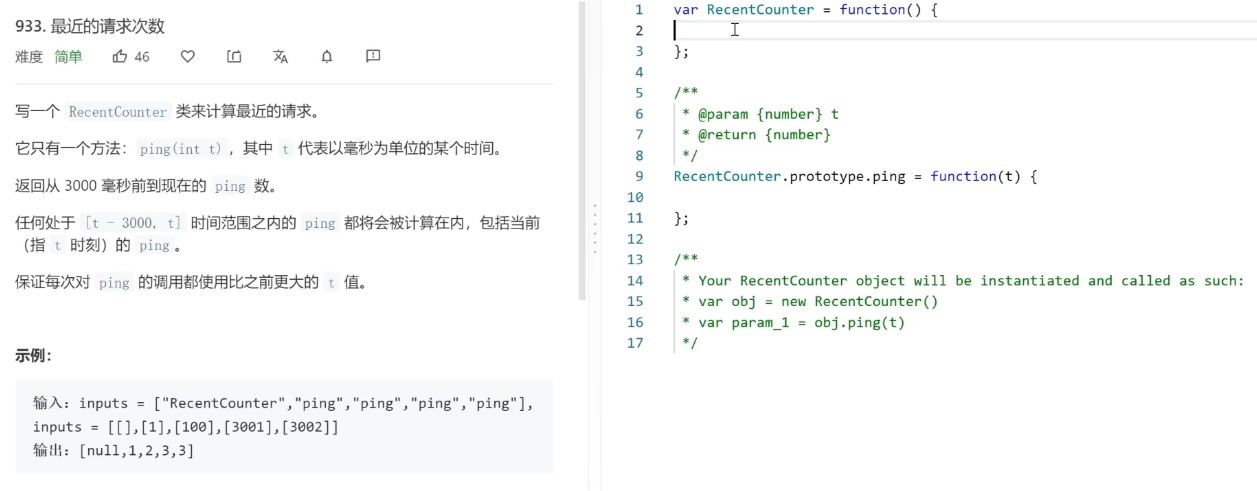 933. 最近的请求次数
难度 简单 46
写一个 RecentCounter 类来计算最近的请求。
它只有一个方法：ping(int t)，其中 t 代表以毫秒为单位的某个时间。
返回从 3000 毫秒前到现在的 ping 数。
任何处于 [t - 3000, t] 时间范围之内的 ping 都将会被计算在内，包括当前
（指 t 时刻）的 ping。
保证每次对 ping 的调用都使用比之前更大的 t 值。
示例：
输入：inputs = ["RecentCounter","ping","ping","ping","ping"],
inputs = [[],[1],[100],[3001],[3002]]
输出：[null,1,2,3,3]
1 var RecentCounter = function() {
2
3 };
4
5 /**
6  * @param {number} t
7  * @return {number}
8  */
9 RecentCounter.prototype.ping = function(t) {
10
11 };
12
13 /**
14  * Your RecentCounter object will be instantiated and called as such:
15  * var obj = new RecentCounter()
16  * var param_1 = obj.ping(t)
17  */